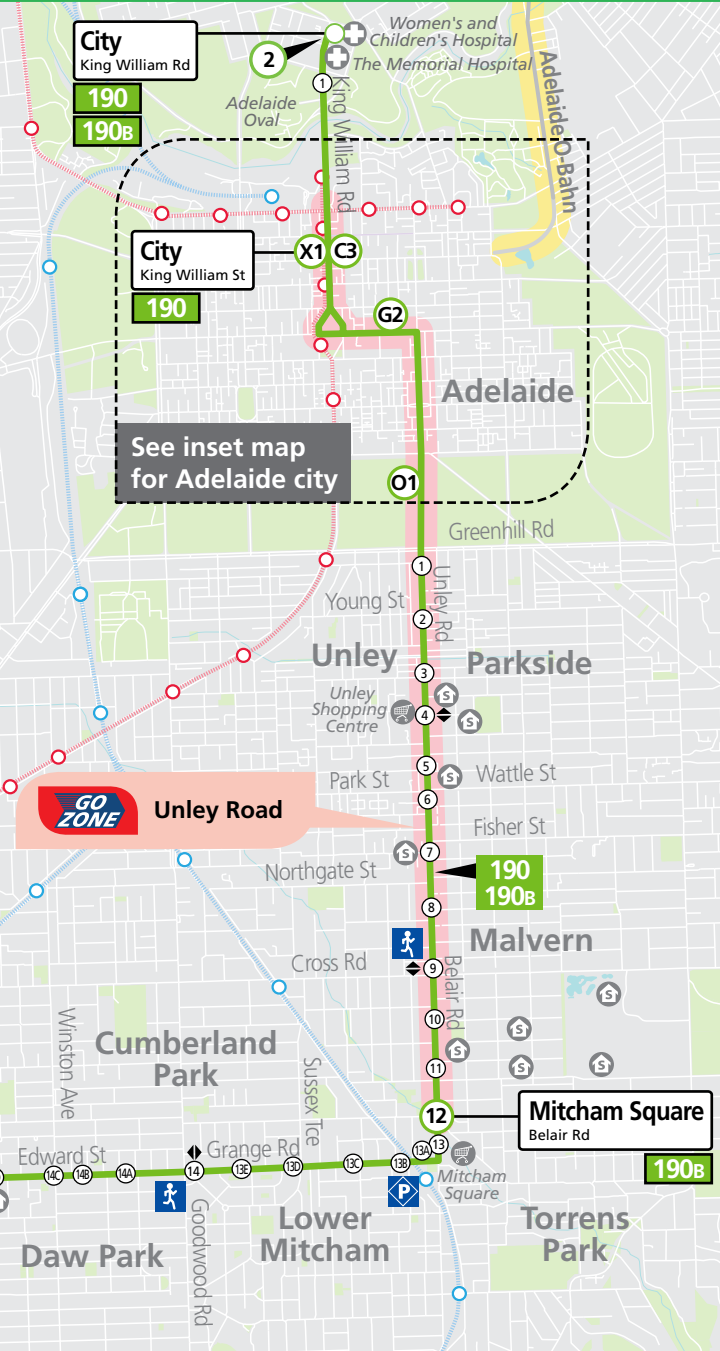 City
King William Rd
190
190B
2
Women's and
Children's Hospital
The Memorial Hospital
1
Adelaide
Oval
King William Rd
Adelaide O-Bahn
City
King William St
190
X1
C3
G2
Adelaide
See inset map
for Adelaide city
O1
Greenhill Rd
1
Unley Rd
Young St
2
Unley
Parkside
3
S
Unley
Shopping
Centre
4
S
5
S
Park St
Wattle St
6
GO
ZONE
Unley Road
Fisher St
S
7
Northgate St
190
190B
8
Malvern
Cross Rd
9
Belair Rd
S
10
S
Winston Ave
Cumberland
Park
Sussex Tce
S
11
S
S
12
Mitcham Square
Belair Rd
190B
13
13A
Edward St
Grange Rd
14C
14B
14A
14
13E
13D
13C
13B
P
Mitcham
Square
Goodwood Rd
Daw Park
Lower
Mitcham
Torrens
Park